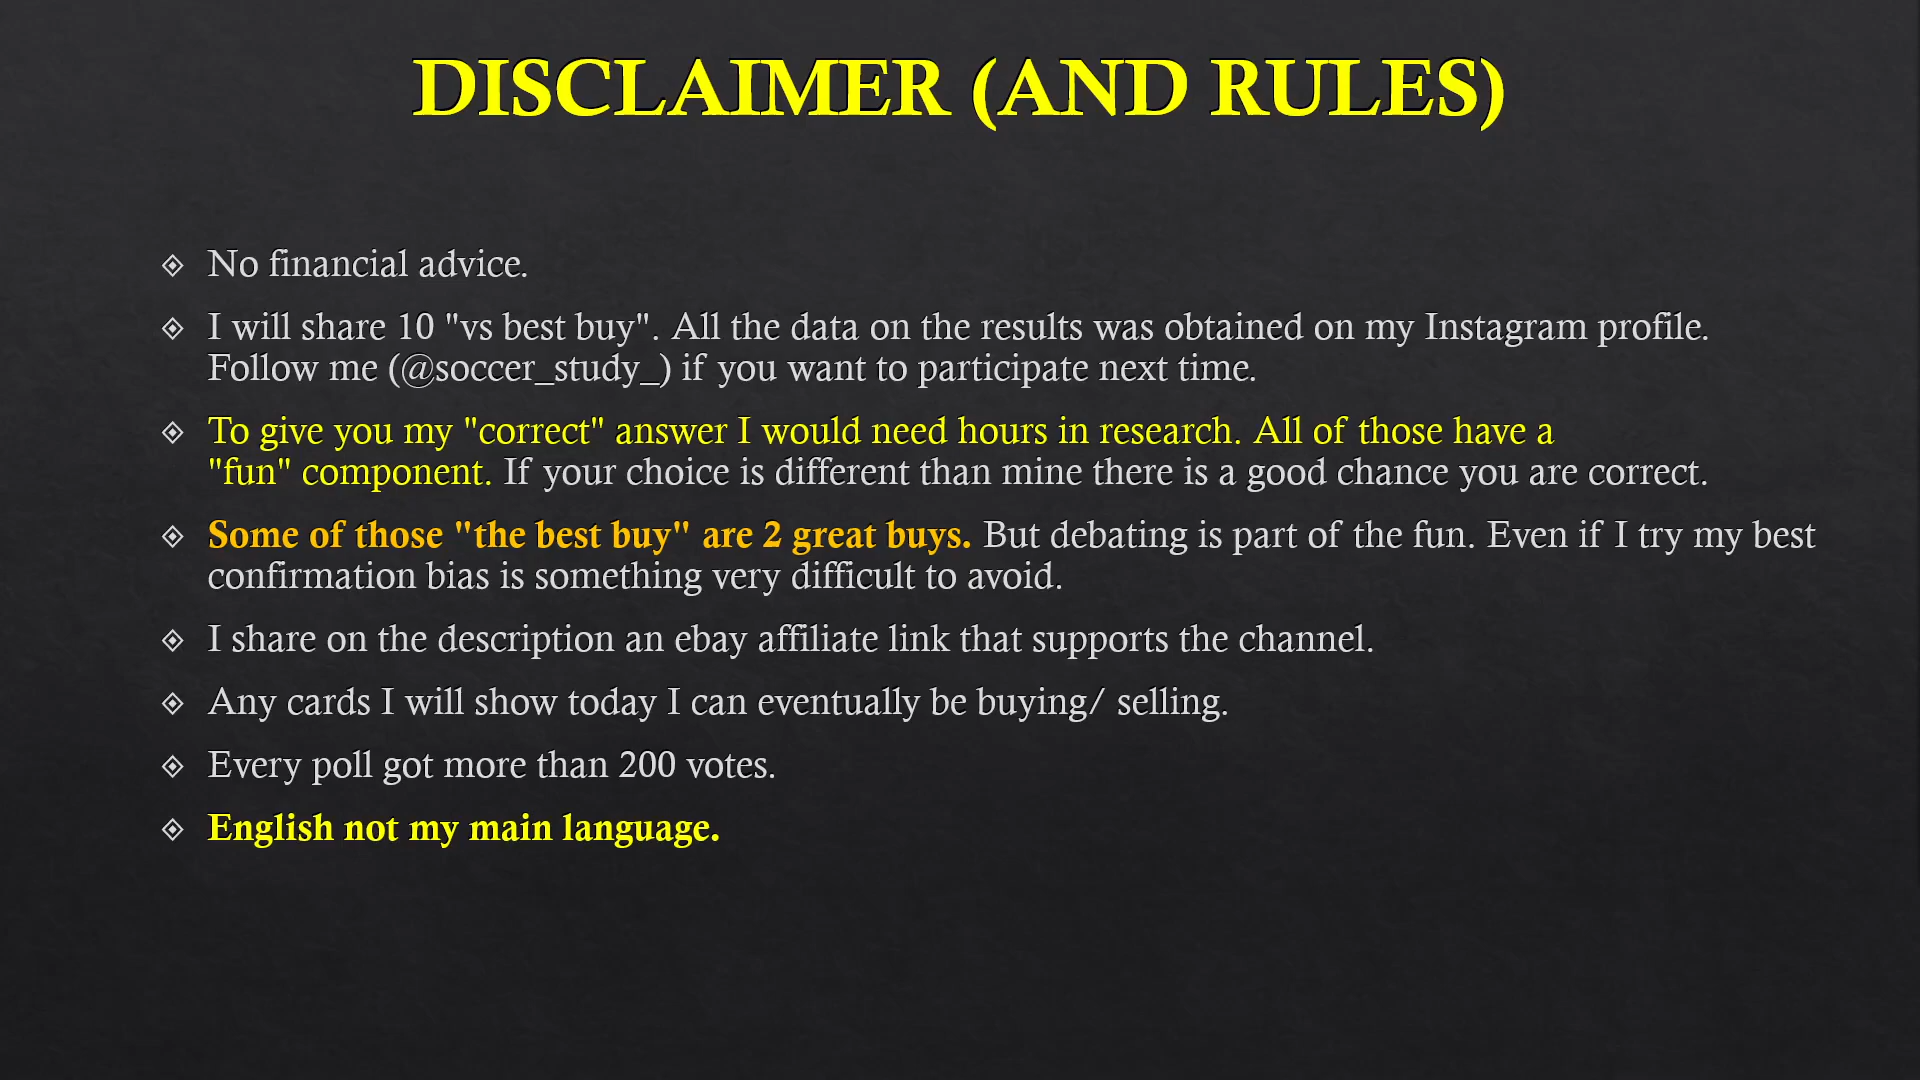 DISCLAIMER (AND RULES)
No financial advice.
I will share 10 "vs best buy". All the data on the results was obtained on my Instagram profile.
Follow me (@soccer_study_) if you want to participate next time.
To give you my "correct" answer I would need hours in research. All of those have a
"fun" component. If your choice is different than mine there is a good chance you are correct.
Some of those "the best buy" are 2 great buys. But debating is part of the fun. Even if I try my best
confirmation bias is something very difficult to avoid.
I share on the description an ebay affiliate link that supports the channel.
Any cards I will show today I can eventually be buying/ selling.
Every poll got more than 200 votes.
English not my main language.